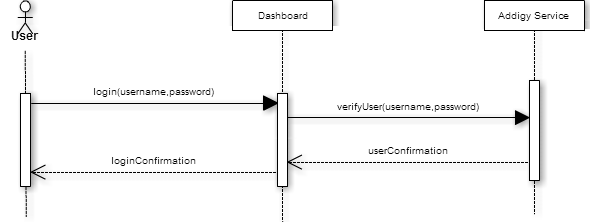 User
Dashboard
Addigy Service
login(username,password)
verifyUser(username,password)
userConfirmation
loginConfirmation